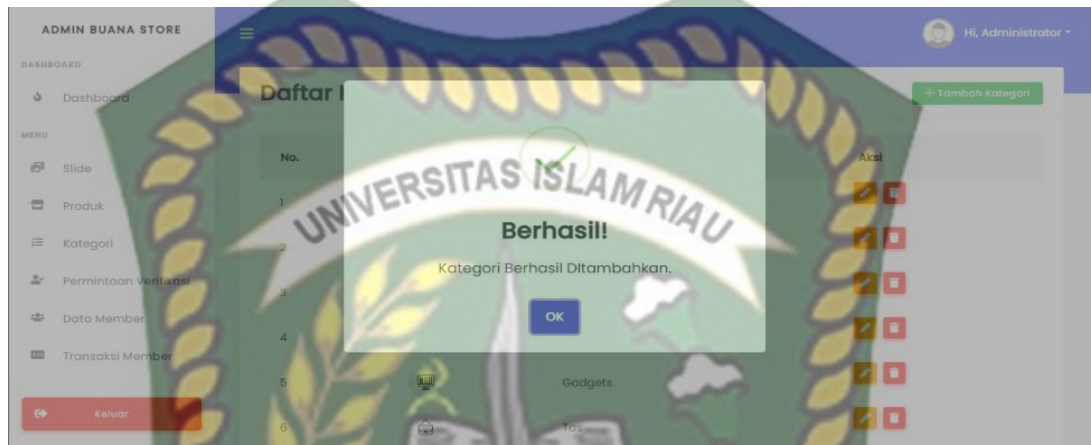 ADMIN BUANA STORE
Hi, Administrator
DASHBOARD
Dashboard
MENU
Slide
Produk
Kategori
Permintaan Verifikasi
Data Member
Transaksi Member
Keluar
Daftar
+ Tambah Kategori
No.
Aksi
1
2
3
4
5
Gadgets
6
Tas
UNIVERSITAS ISLAM RIAU
Berhasil!
Kategori Berhasil DItambahkan.
OK